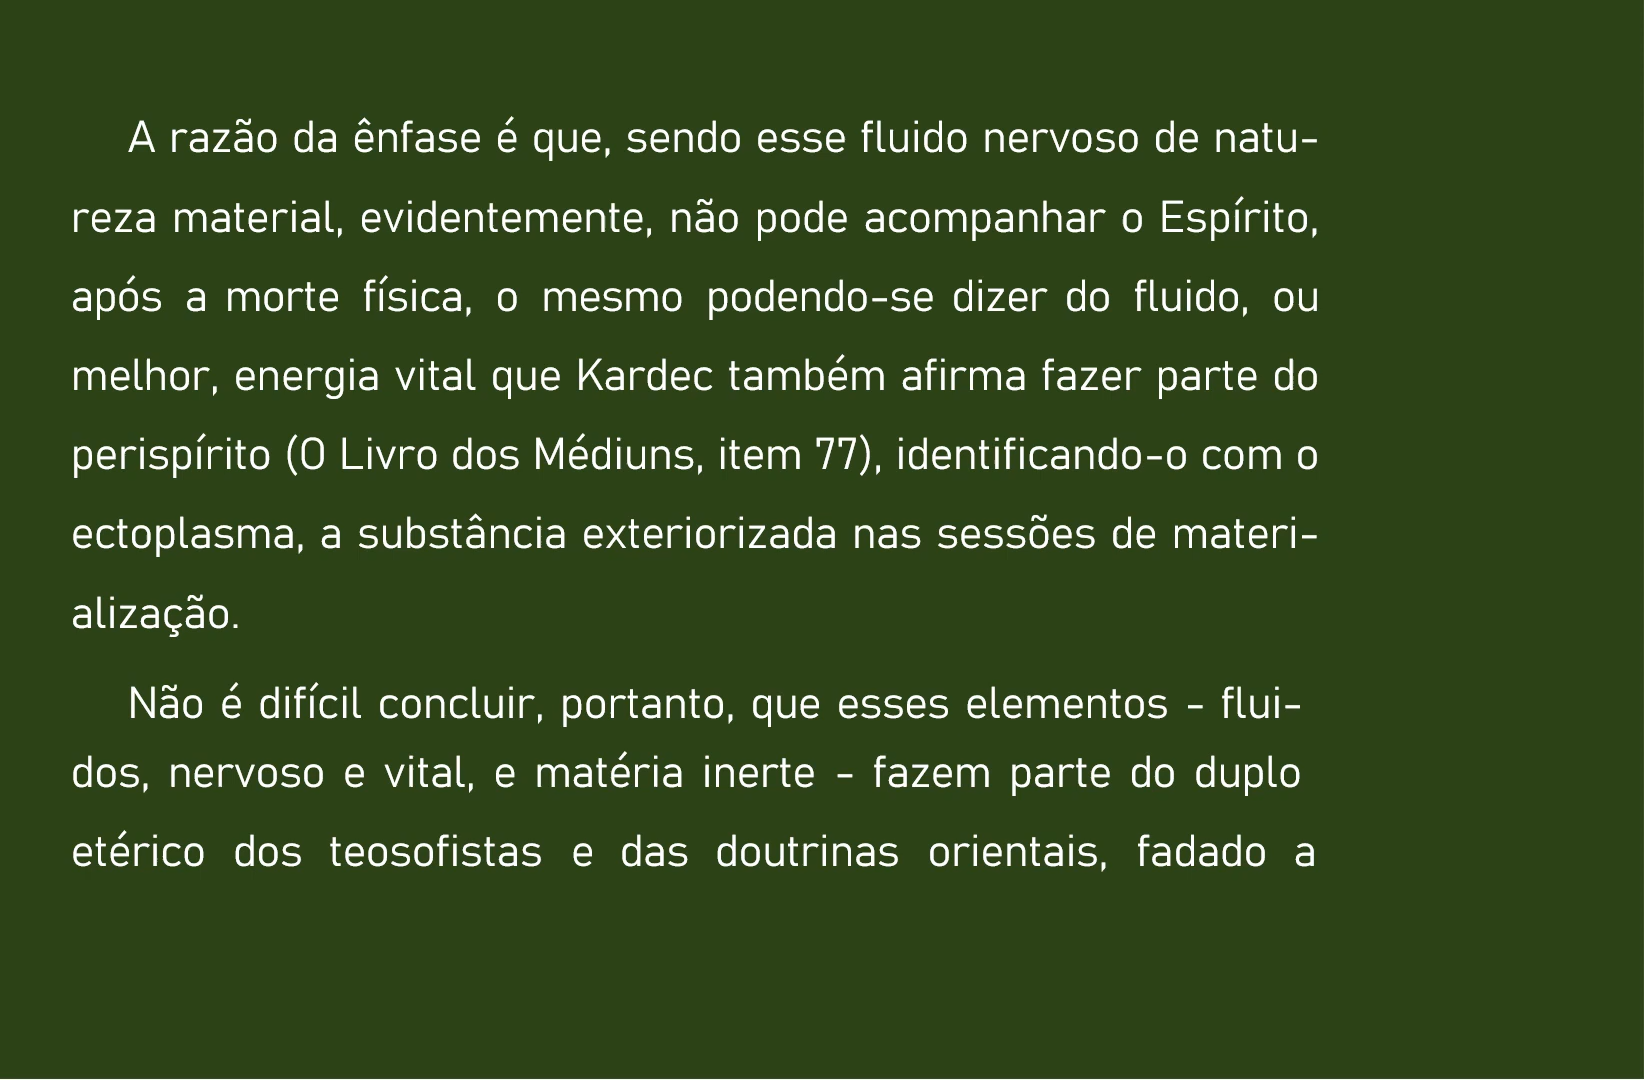 A razão da ênfase é que, sendo esse fluido nervoso de natu-
reza material, evidentemente, não pode acompanhar o Espírito,
após a morte física, o mesmo podendo-se dizer do fluido, ou
melhor, energia vital que Kardec também afirma fazer parte do
perispírito (O Livro dos Médiuns, item 77), identificando-o com o
ectoplasma, a substância exteriorizada nas sessões de materi-
alização.
Não é difícil concluir, portanto, que esses elementos - flui-
dos, nervoso e vital, e matéria inerte - fazem parte do duplo
etérico dos teosofistas e das doutrinas orientais, fadado a